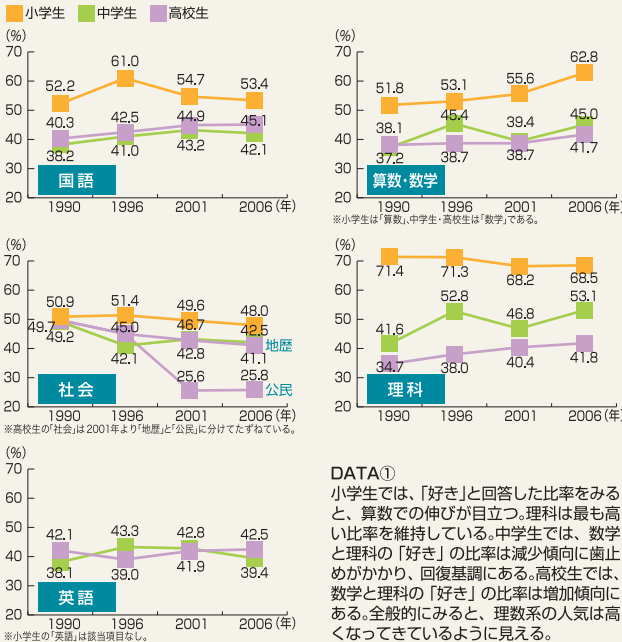 小学生 中学生 高校生
(%)
70
60
50
40
30
20
52.2 61.0 54.7 53.4
40.3 42.5 44.9 45.1
38.2 41.0 43.2 42.1
国語
1990 1996 2001 2006(年)
(%)
70
60
50
40
30
20
51.8 53.1 55.6 62.8
38.1 45.4 39.4 45.0
37.2 38.7 38.7 41.7
算数・数学
1990 1996 2001 2006(年)
※小学生は「算数」、中学生・高校生は「数学」である。
(%)
70
60
50
40
30
20
50.9 51.4 49.6 48.0
49.7 45.0 46.7 42.5
49.2 42.1 42.8 41.1
地歴
25.6 25.8
公民
社会
1990 1996 2001 2006(年)
※高校生の「社会」は2001年より「地歴」と「公民」に分けてたずねている。
(%)
70
60
50
40
30
20
71.4 71.3 68.2 68.5
41.6 52.8 46.8 53.1
34.7 38.0 40.4 41.8
理科
1990 1996 2001 2006(年)
(%)
70
60
50
40
30
20
42.1 43.3 42.8 42.5
38.1 39.0 41.9 39.4
英語
1990 1996 2001 2006(年)
※小学生の「英語」は該当項目なし。
DATA①
小学生では、「好き」と回答した比率をみる
と、算数での伸びが目立つ。理科は最も高
い比率を維持している。中学生では、数学
と理科の「好き」の比率は減少傾向に歯止
めがかかり、回復基調にある。高校生では、
数学と理科の「好き」の比率は増加傾向に
ある。全般的にみると、理数系の人気は高
くなってきているように見える。